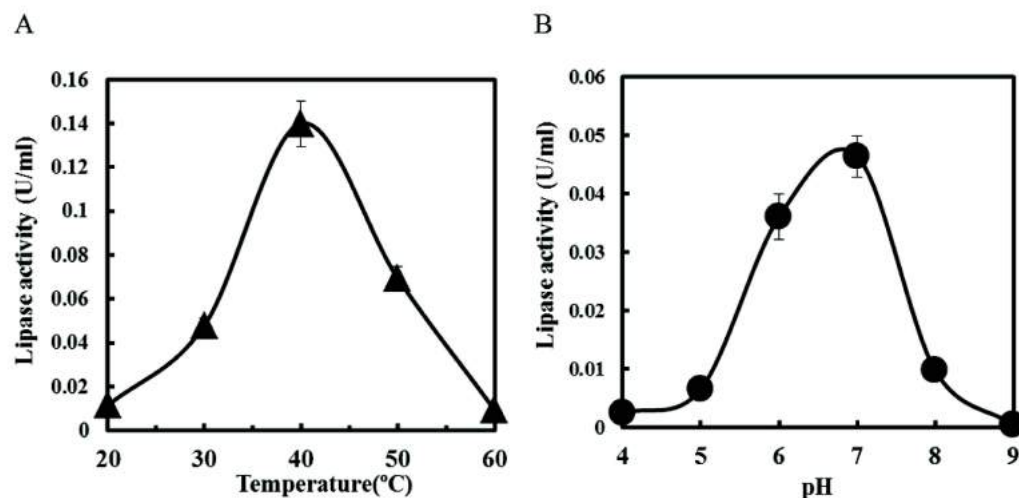 A
0.16
0.14
0.12
0.1
0.08
0.06
0.04
0.02
0
Lipase activity (U/ml)
20 30 40 50 60
Temperature(°C)
B
0.06
0.05
0.04
0.03
0.02
0.01
0
Lipase activity (U/ml)
4 5 6 7 8 9
pH